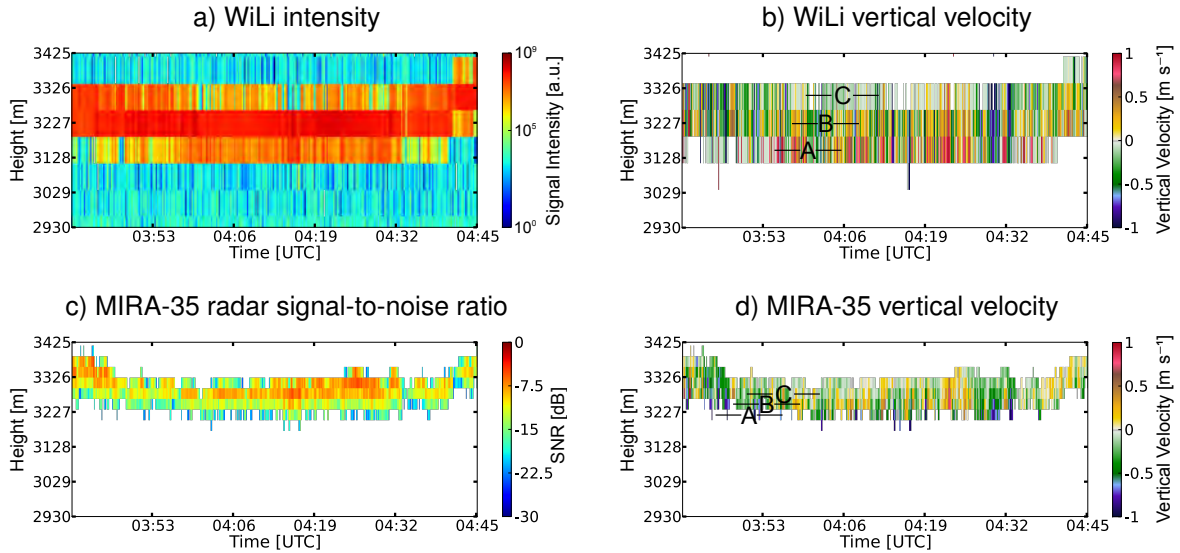 a) WiLi intensity
b) WiLi vertical velocity
3425
3326
3227
3128
3029
2930
Height [m]
03:53
04:06
04:19
04:32
04:45
Time [UTC]
10⁹
10⁵
10⁰
Signal Intensity [a.u.]
3425
3326
3227
3128
3029
2930
Height [m]
C
B
A
03:53
04:06
04:19
04:32
04:45
Time [UTC]
1
0.5
0
-0.5
-1
Vertical Velocity [m s⁻¹]
c) MIRA-35 radar signal-to-noise ratio
d) MIRA-35 vertical velocity
3425
3326
3227
3128
3029
2930
Height [m]
03:53
04:06
04:19
04:32
04:45
Time [UTC]
0
-7.5
-15
-22.5
-30
SNR [dB]
3425
3326
3227
3128
3029
2930
Height [m]
C
B
A
03:53
04:06
04:19
04:32
04:45
Time [UTC]
1
0.5
0
-0.5
-1
Vertical Velocity [m s⁻¹]